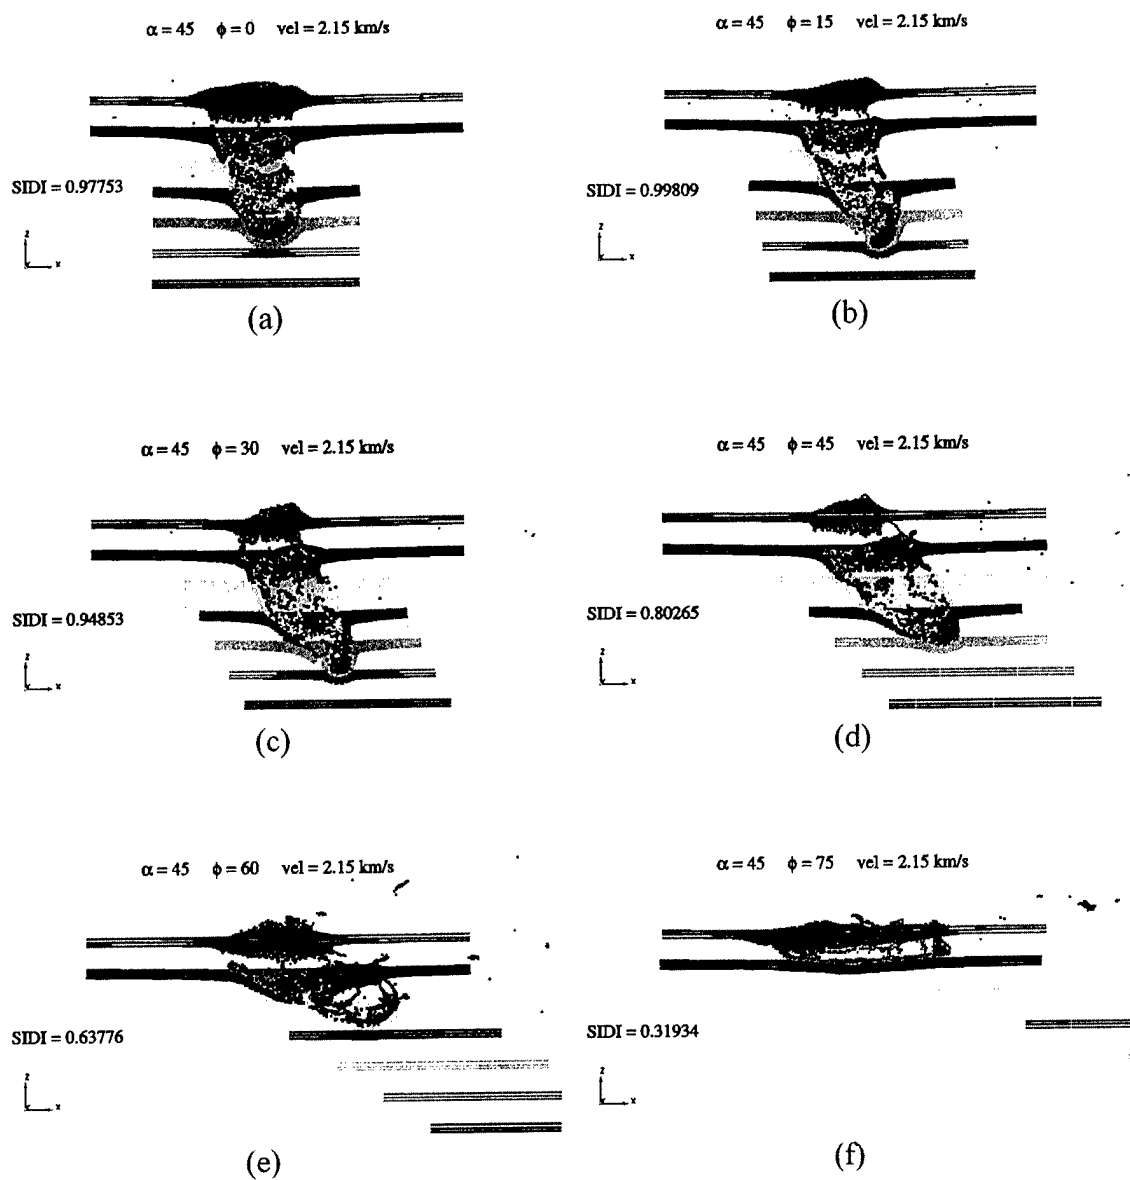 α = 45 ϕ = 0 vel = 2.15 km/s
SIDI = 0.97753
z
x
(a)
α = 45 ϕ = 15 vel = 2.15 km/s
SIDI = 0.99809
z
x
(b)
α = 45 ϕ = 30 vel = 2.15 km/s
SIDI = 0.94853
z
x
(c)
α = 45 ϕ = 45 vel = 2.15 km/s
SIDI = 0.80265
z
x
(d)
α = 45 ϕ = 60 vel = 2.15 km/s
SIDI = 0.63776
z
x
(e)
α = 45 ϕ = 75 vel = 2.15 km/s
SIDI = 0.31934
z
x
(f)